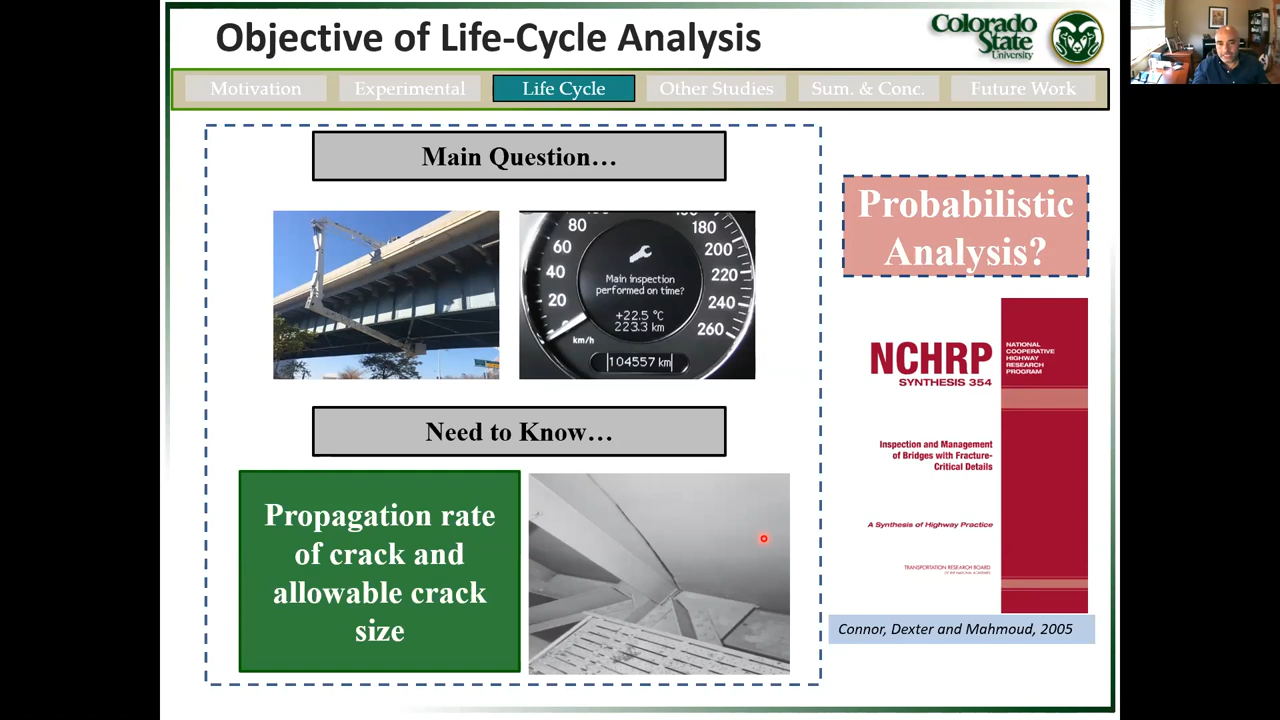 Objective of Life-Cycle Analysis
Colorado
State
University
Motivation
Experimental
Life Cycle
Other Studies
Sum. & Conc.
Future Work
Main Question…
80
60
40
20
km/h
180
200
220
240
260
Main inspection
performed on time?
+22.5 °C
223.3 km
104557 km
Need to Know…
Propagation rate
of crack and
allowable crack
size
Probabilistic
Analysis?
NCHRP
SYNTHESIS 354
NATIONAL
COOPERATIVE
HIGHWAY
RESEARCH
PROGRAM
Inspection and Management
of Bridges with Fracture-
Critical Details
A Synthesis of Highway Practice
TRANSPORTATION RESEARCH BOARD
OF THE NATIONAL ACADEMIES
Connor, Dexter and Mahmoud, 2005